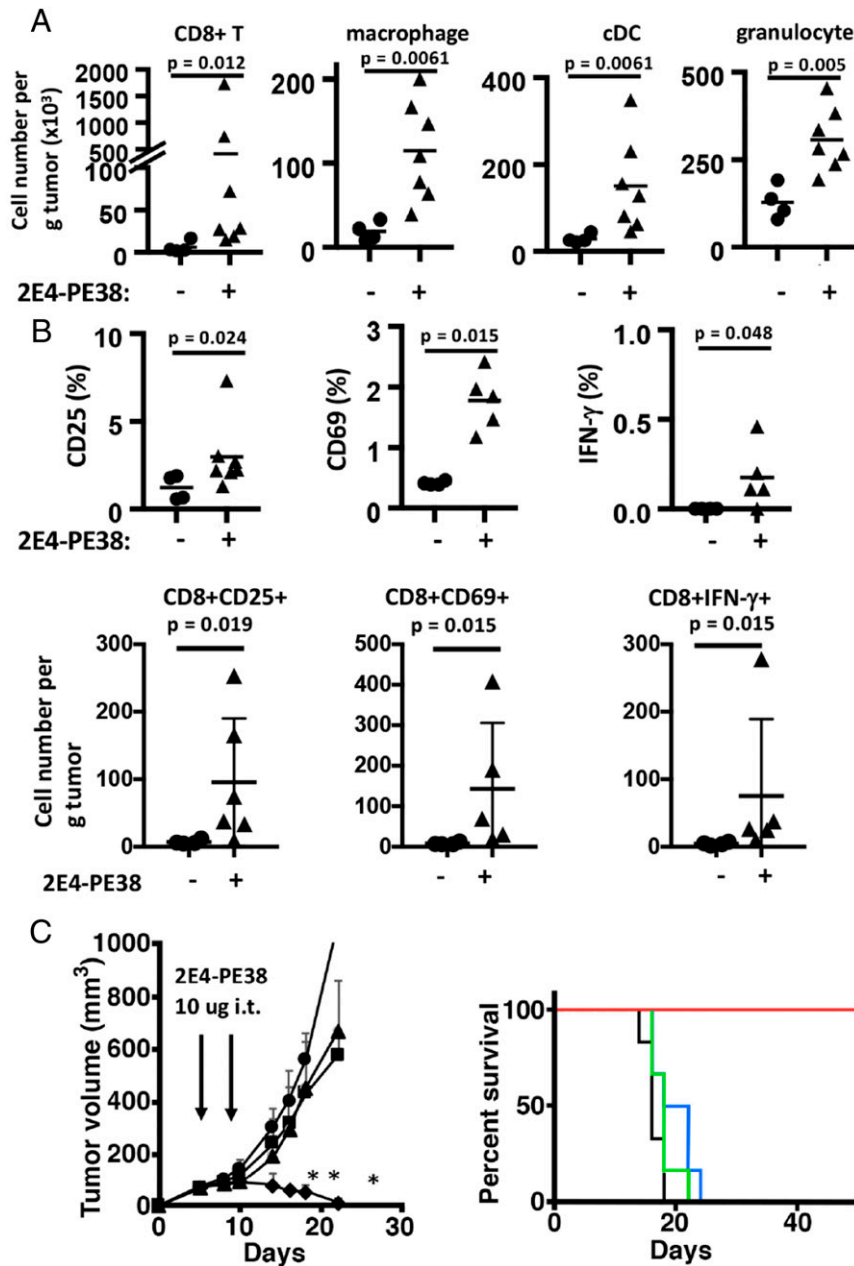 A
CD8+ T
macrophage
cDC
granulocyte
p = 0.012
p = 0.0061
p = 0.0061
p = 0.005
Cell number per
g tumor (x10³)
2000
1500
1000
500
100
50
0
200
100
0
400
200
0
500
250
0
2E4-PE38:
-
+
-
+
-
+
-
+
B
p = 0.024
p = 0.015
p = 0.048
CD25 (%)
10
5
0
CD69 (%)
3
2
1
0
IFN-γ (%)
1.0
0.5
0.0
2E4-PE38:
-
+
-
+
-
+
CD8+CD25+
CD8+CD69+
CD8+IFN-γ+
p = 0.019
p = 0.015
p = 0.015
Cell number per
g tumor
300
200
100
0
500
400
300
200
100
0
300
200
100
0
2E4-PE38
-
+
-
+
-
+
C
Tumor volume (mm³)
1000
800
600
400
200
0
2E4-PE38
10 ug i.t.
* *
*
0
10
20
30
Days
Percent survival
100
50
0
0
20
40
Days